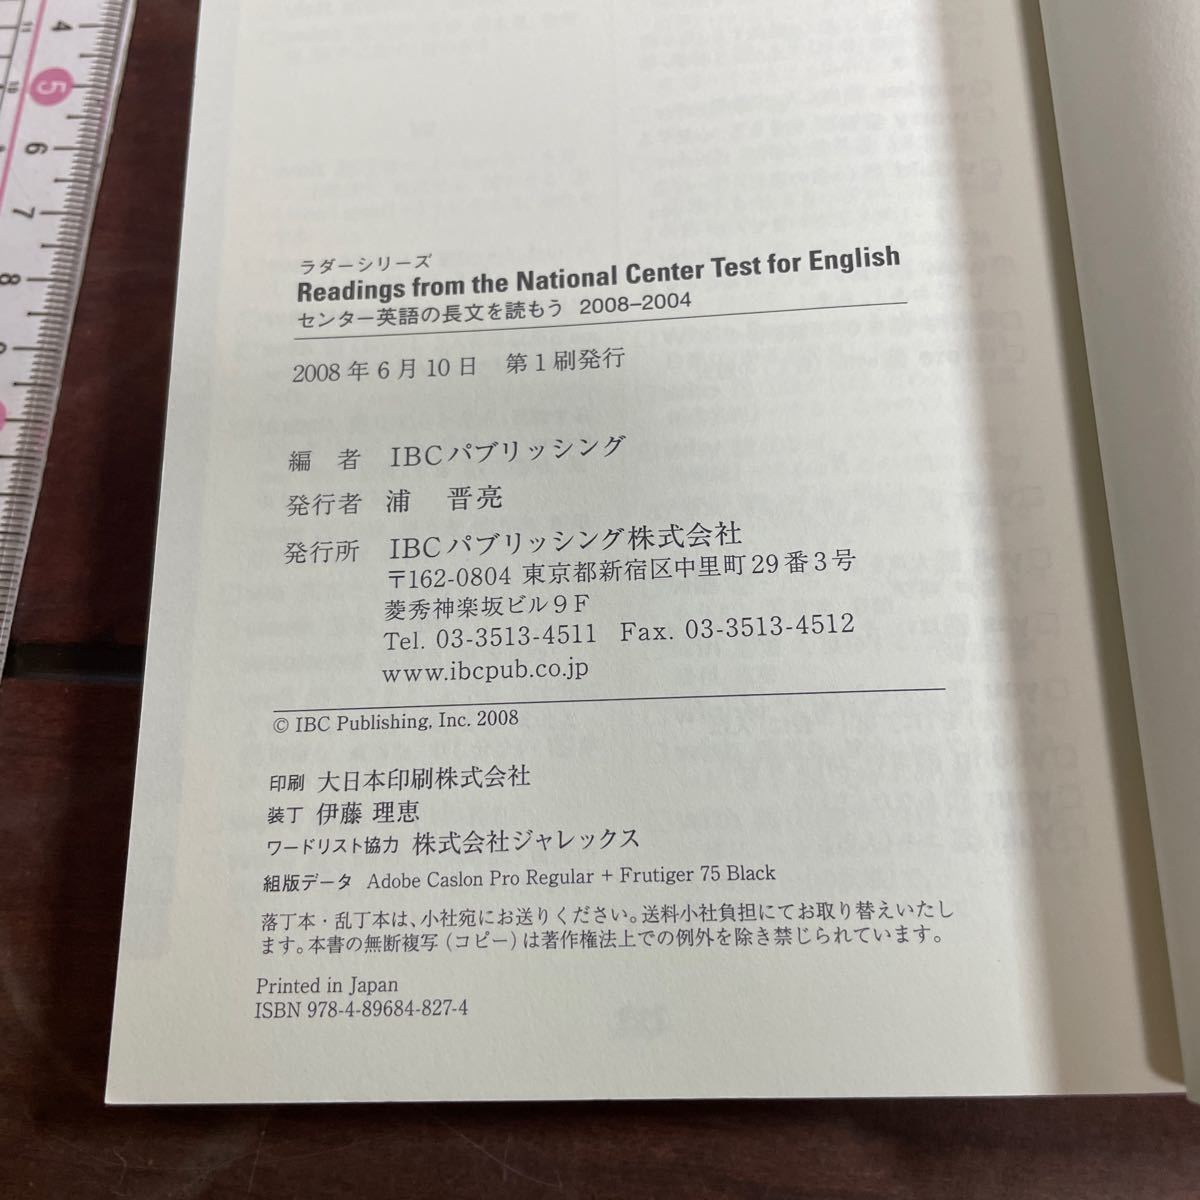 ラダーシリーズ
Readings from the National Center Test for English
センター英語の長文を読もう 2008–2004
2008年6月10日 第1刷発行
編 者 IBCパブリッシング
発行者 浦 晋亮
発行所 IBCパブリッシング株式会社
〒162-0804 東京都新宿区中里町29番3号
菱秀神楽坂ビル9F
Tel. 03-3513-4511 Fax. 03-3513-4512
www.ibcpub.co.jp
© IBC Publishing, Inc. 2008
印刷 大日本印刷株式会社
装丁 伊藤 理恵
ワードリスト協力 株式会社ジャレックス
組版データ Adobe Caslon Pro Regular + Frutiger 75 Black
落丁本・乱丁本は、小社宛にお送りください。送料小社負担にてお取り替えいたし
ます。本書の無断複写（コピー）は著作権法上での例外を除き禁じられています。
Printed in Japan
ISBN 978-4-89684-827-4
4
5
6
7
8